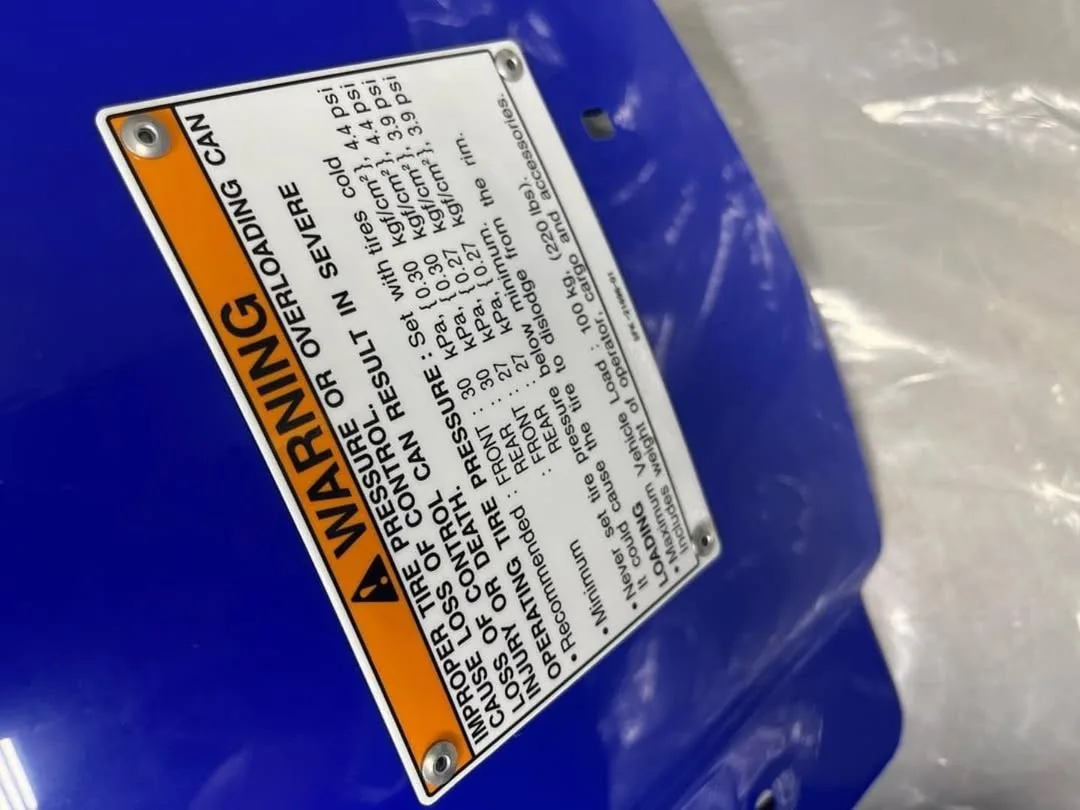 WARNING
IMPROPER TIRE PRESSURE OR OVERLOADING CAN
CAUSE LOSS OF CONTROL.
LOSS OF CONTROL CAN RESULT IN SEVERE
INJURY OR DEATH.
OPERATING TIRE PRESSURE : Set with tires cold
• Recommended : FRONT : 30 kPa, {0.30 kgf/cm²}, 4.4 psi
: REAR : 30 kPa, {0.30 kgf/cm²}, 4.4 psi
• Minimum : FRONT : 27 kPa, {0.27 kgf/cm²}, 3.9 psi
: REAR : 27 kPa, {0.27 kgf/cm²}, 3.9 psi
• Never set tire pressure below minimum.
It could cause the tire to dislodge from the rim.
LOADING
• Maximum Vehicle Load : 100 kg, (220 lbs).
Includes weight of operator, cargo and accessories.